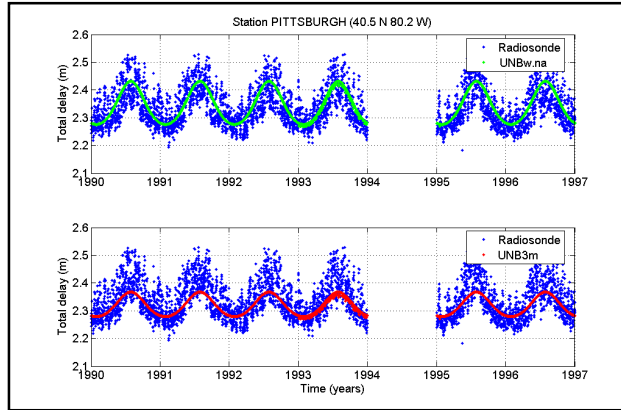 Station PITTSBURGH (40.5 N 80.2 W)
Total delay (m)
2.6
2.5
2.4
2.3
2.2
2.1
1990 1991 1992 1993 1994 1995 1996 1997
Radiosonde
UNBw.na
Total delay (m)
2.6
2.5
2.4
2.3
2.2
2.1
1990 1991 1992 1993 1994 1995 1996 1997
Radiosonde
UNB3m
Time (years)